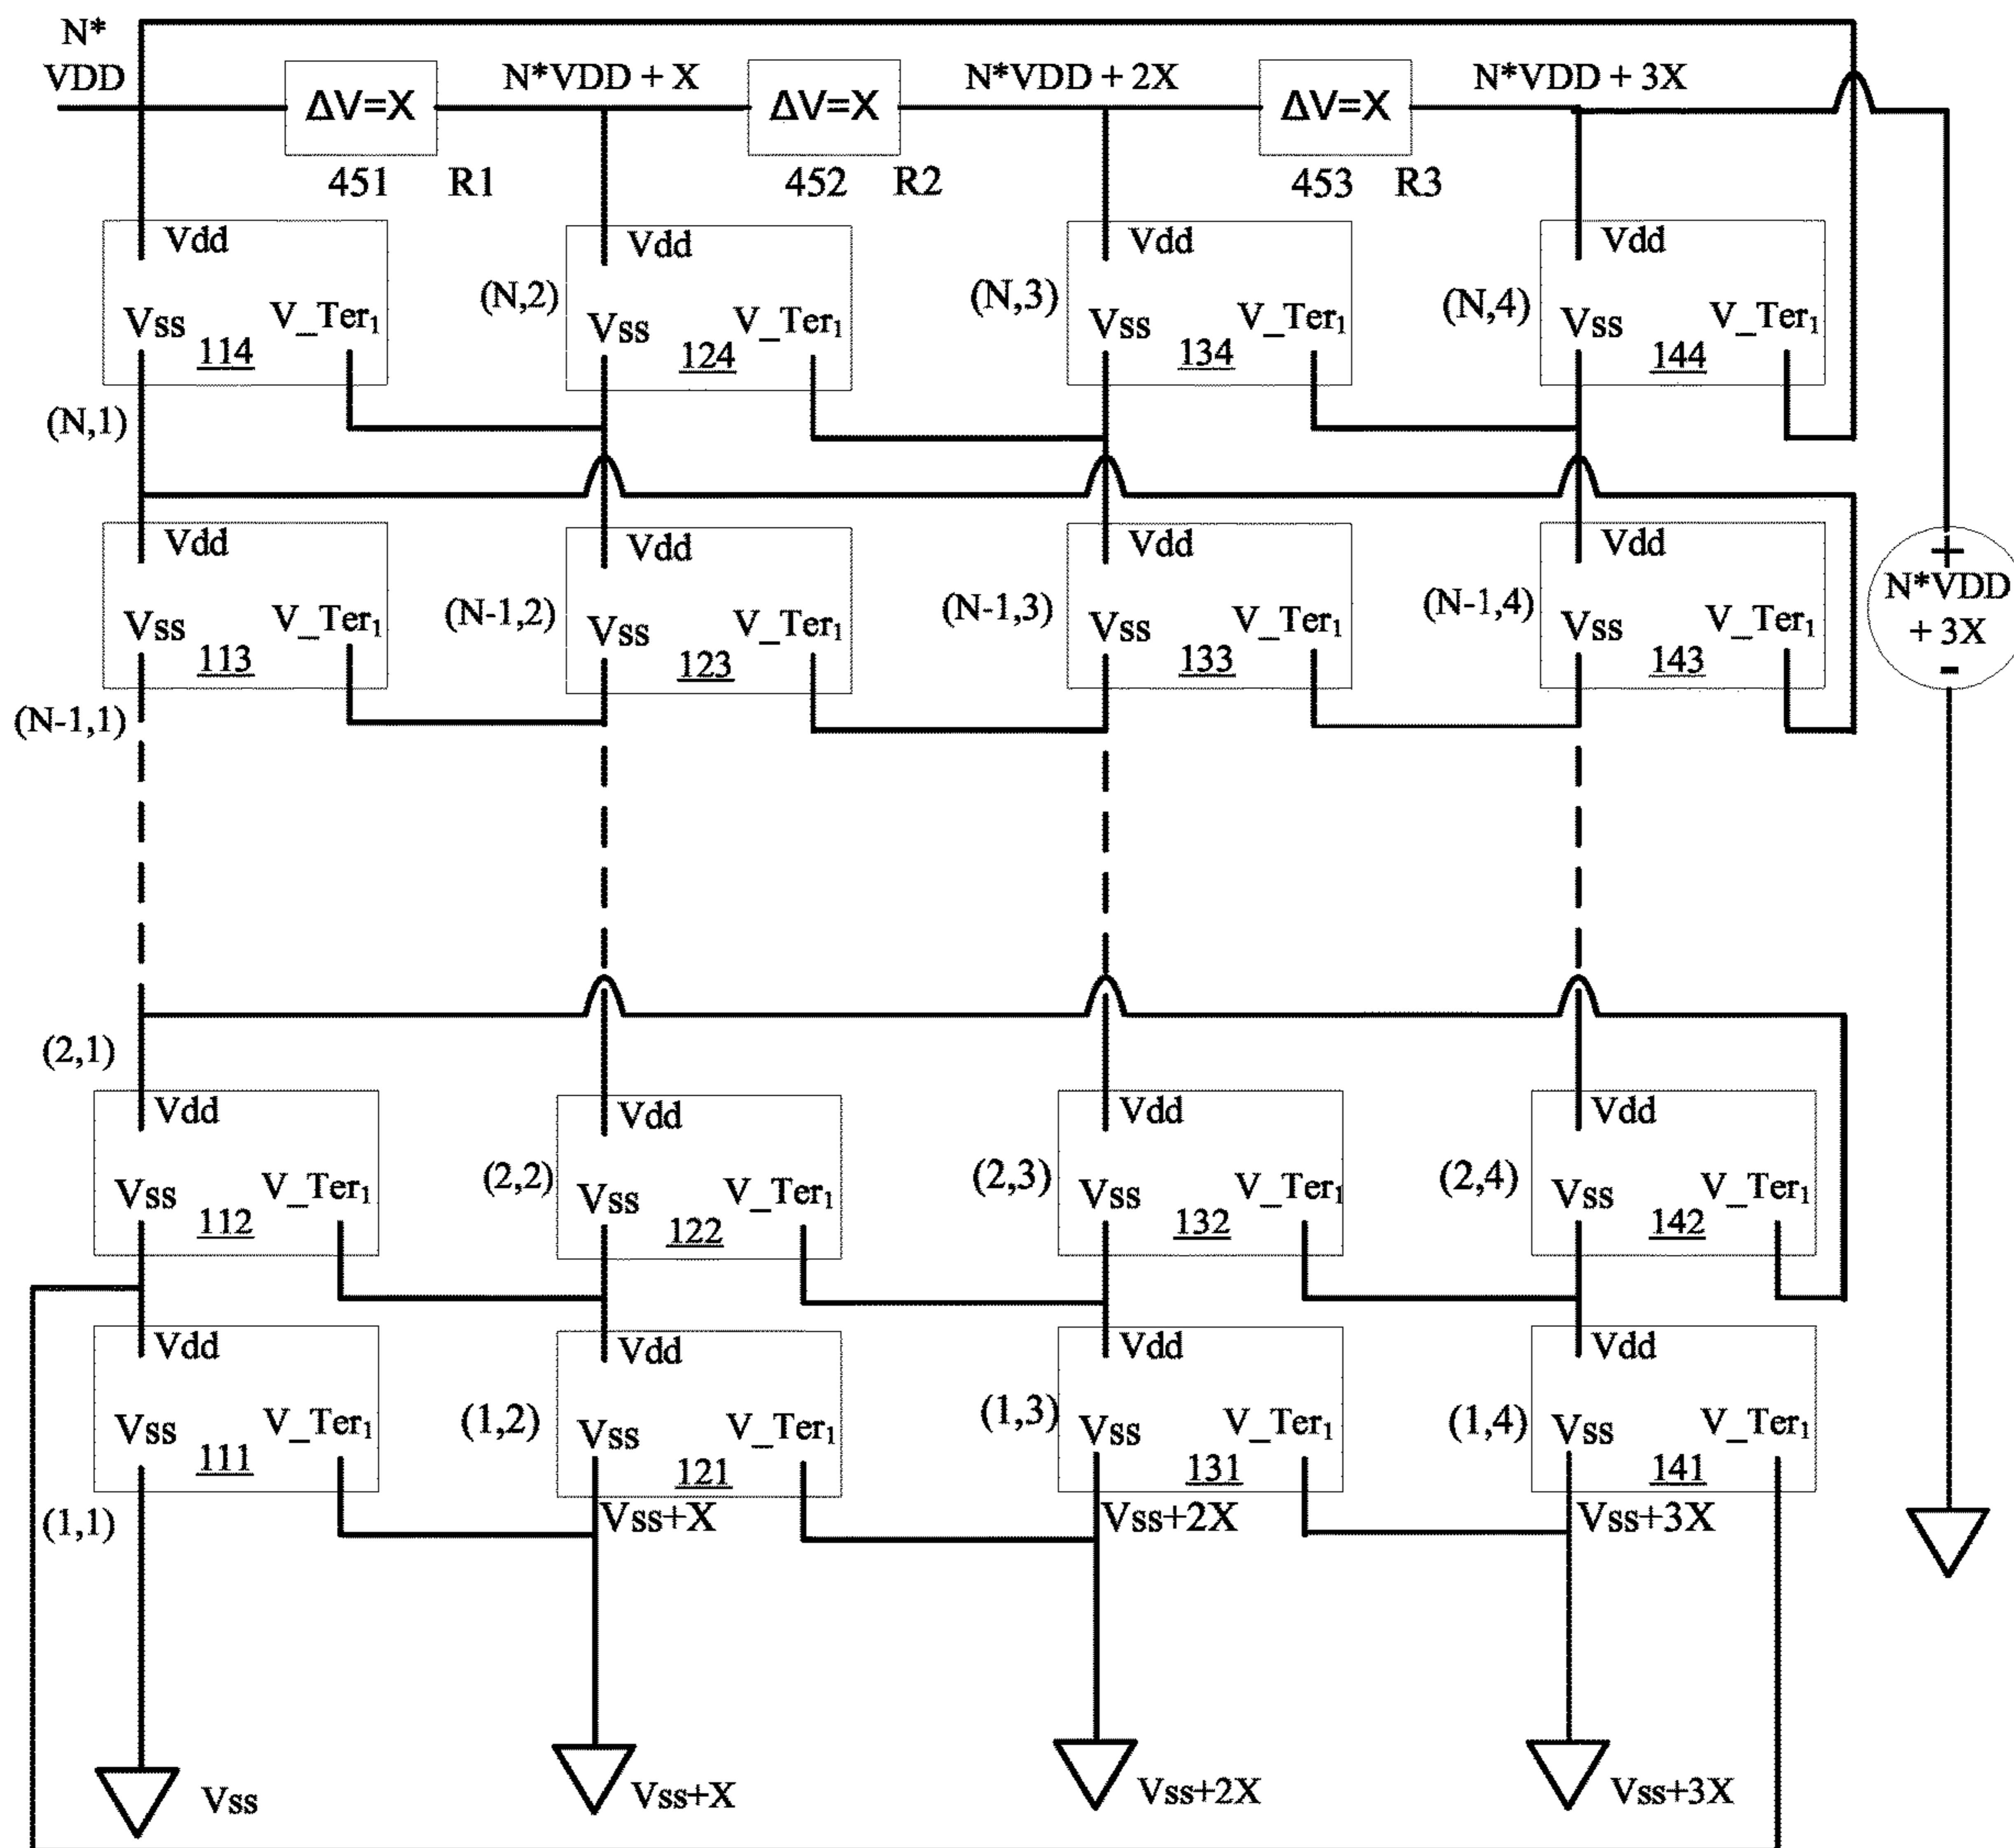 N*
VDD
ΔV=X
N*VDD + X
ΔV=X
N*VDD + 2X
ΔV=X
N*VDD + 3X
451 R1
452 R2
453 R3
Vdd
Vss
V_Ter₁
114
(N,1)
(N,2)
Vdd
Vss
V_Ter₁
124
(N,3)
Vdd
Vss
V_Ter₁
134
(N,4)
Vdd
Vss
V_Ter₁
144
Vdd
Vss
V_Ter₁
113
(N-1,1)
(N-1,2)
Vdd
Vss
V_Ter₁
123
(N-1,3)
Vdd
Vss
V_Ter₁
133
(N-1,4)
Vdd
Vss
V_Ter₁
143
+
N*VDD
+ 3X
-
(2,1)
Vdd
Vss
V_Ter₁
112
(2,2)
Vdd
Vss
V_Ter₁
122
(2,3)
Vdd
Vss
V_Ter₁
132
(2,4)
Vdd
Vss
V_Ter₁
142
Vdd
Vss
V_Ter₁
111
(1,1)
(1,2)
Vdd
Vss
V_Ter₁
121
Vss+X
(1,3)
Vdd
Vss
V_Ter₁
131
Vss+2X
(1,4)
Vdd
Vss
V_Ter₁
141
Vss+3X
Vss
Vss+X
Vss+2X
Vss+3X